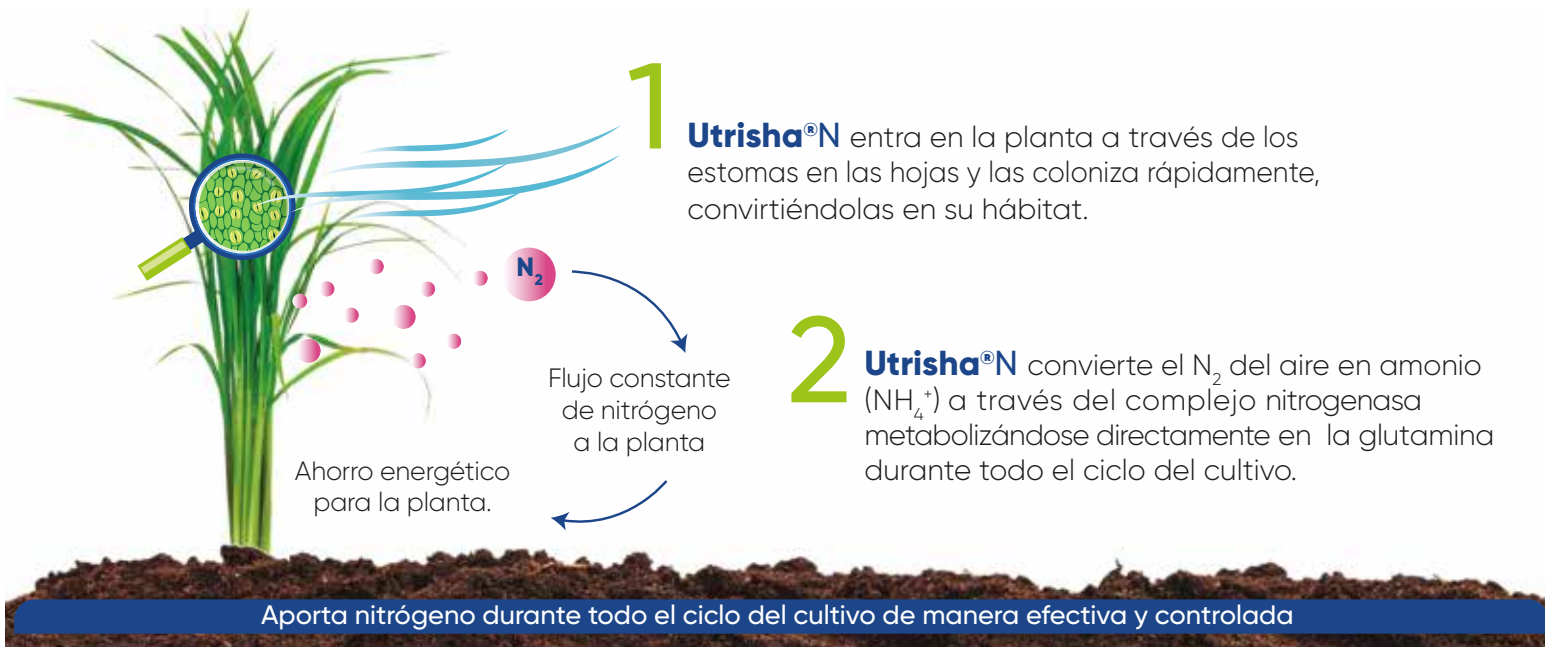 1
Utrisha®N entra en la planta a través de los
estomas en las hojas y las coloniza rápidamente,
convirtiéndolas en su hábitat.
N₂
Flujo constante
de nitrógeno
a la planta
Ahorro energético
para la planta.
2
Utrisha®N convierte el N₂ del aire en amonio
(NH₄⁺) a través del complejo nitrogenasa
metabolizándose directamente en la glutamina
durante todo el ciclo del cultivo.
Aporta nitrógeno durante todo el ciclo del cultivo de manera efectiva y controlada